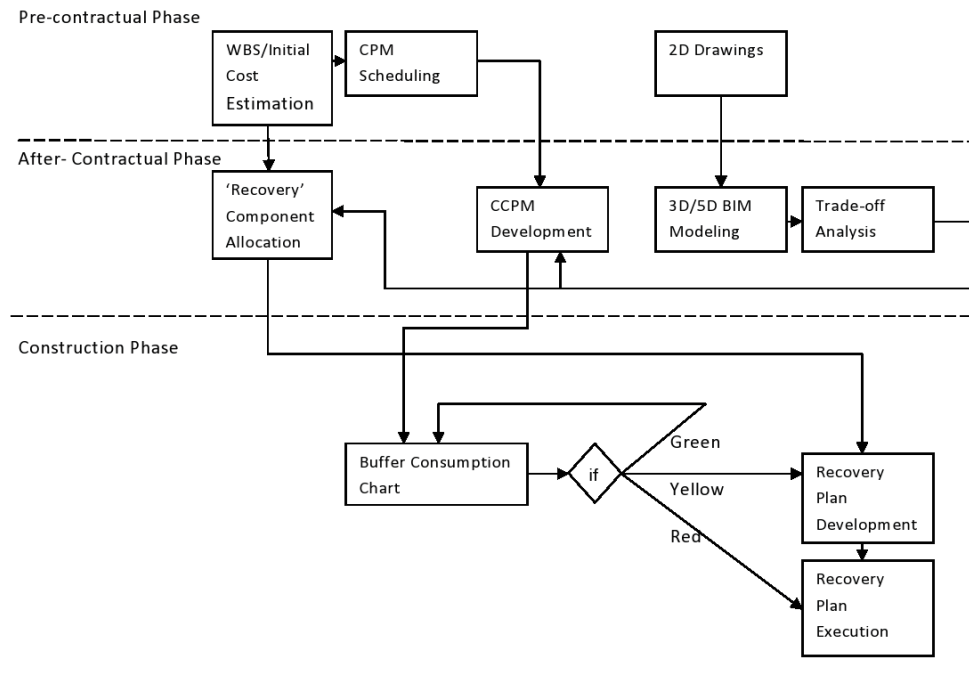 Pre-contractual Phase
WBS/Initial
Cost
Estimation
CPM
Scheduling
2D Drawings
After- Contractual Phase
‘Recovery’
Component
Allocation
CCPM
Development
3D/5D BIM
Modeling
Trade-off
Analysis
Construction Phase
Buffer Consumption
Chart
if
Green
Yellow
Red
Recovery
Plan
Development
Recovery
Plan
Execution